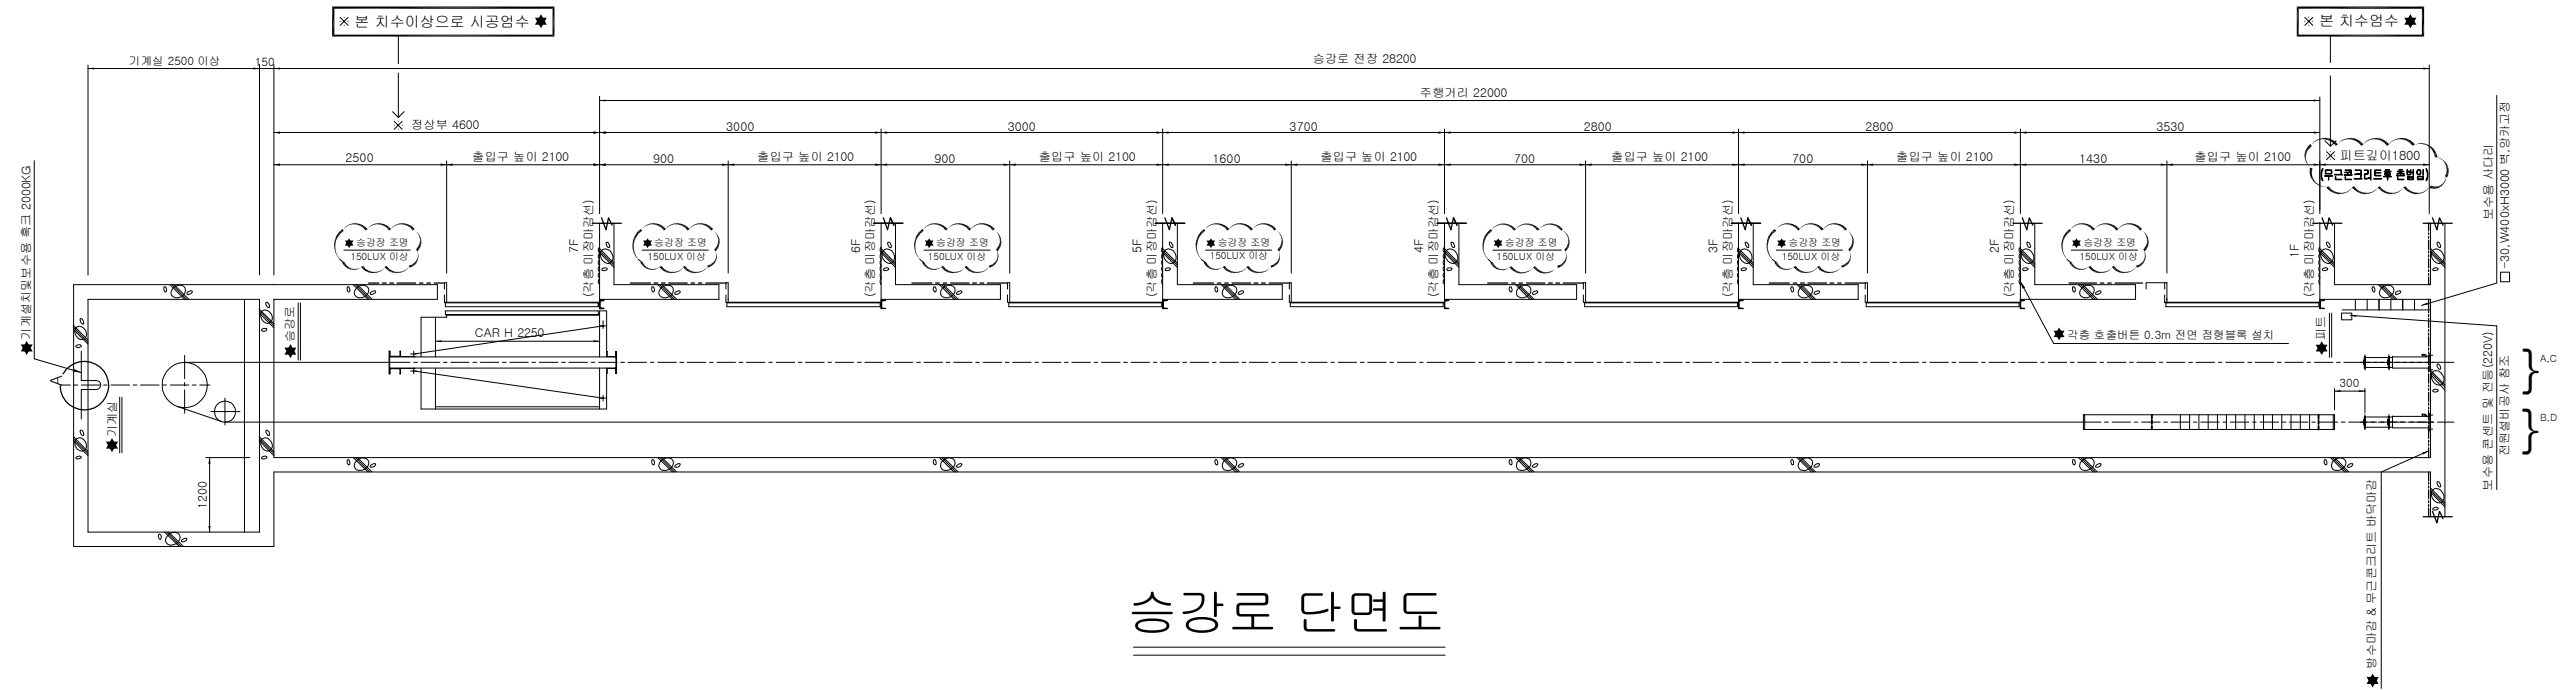 ※ 본 치수이상으로 시공엄수 ★
※ 본 치수엄수 ★
기계실 2500 이상
150
승강로 전장 28200
주행거리 22000
※ 정상부 4600
3000
3000
3700
2800
2800
3530
2500
출입구 높이 2100
900
출입구 높이 2100
900
출입구 높이 2100
1600
출입구 높이 2100
700
출입구 높이 2100
700
출입구 높이 2100
1430
출입구 높이 2100
※ 피트깊이1800
(무근콘크리트후 촌법임)
★ 기계설치및보수용 훅크 2000KG
★ 승강장 조명
150LUX 이상
7F
(각층미장마감선)
★ 승강장 조명
150LUX 이상
6F
(각층미장마감선)
★ 승강장 조명
150LUX 이상
5F
(각층미장마감선)
★ 승강장 조명
150LUX 이상
4F
(각층미장마감선)
★ 승강장 조명
150LUX 이상
3F
(각층미장마감선)
★ 승강장 조명
150LUX 이상
2F
(각층미장마감선)
★ 승강장 조명
150LUX 이상
1F
(각층미장마감선)
보수용 사다리
□-30,W400xH3000 벽,앙카고정
★ 승강로
CAR H 2250
★ 각층 호출버튼 0.3m 전면 점형블록 설치
★ 피트
A
★ 기계실
300
A,C
B,D
보수용 콘센트 및 전등(220V)
전원설비공사 참조
1200
★ 방수마감 & 무근콘크리트 바닥마감
승강로 단면도